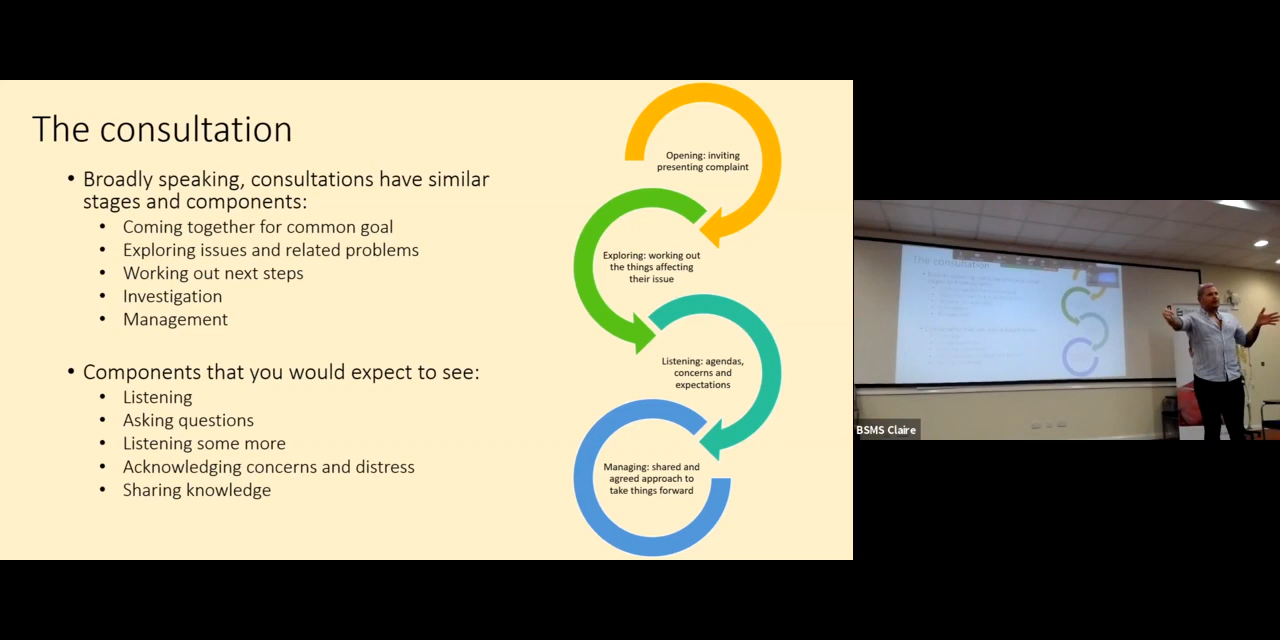 The consultation
• Broadly speaking, consultations have similar
stages and components:
• Coming together for common goal
• Exploring issues and related problems
• Working out next steps
• Investigation
• Management
• Components that you would expect to see:
• Listening
• Asking questions
• Listening some more
• Acknowledging concerns and distress
• Sharing knowledge
Opening: inviting
presenting complaint
Exploring: working out
the things affecting
their issue
Listening: agendas,
concerns and
expectations
Managing: shared and
agreed approach to
take things forward
The consultation
BSMS Claire